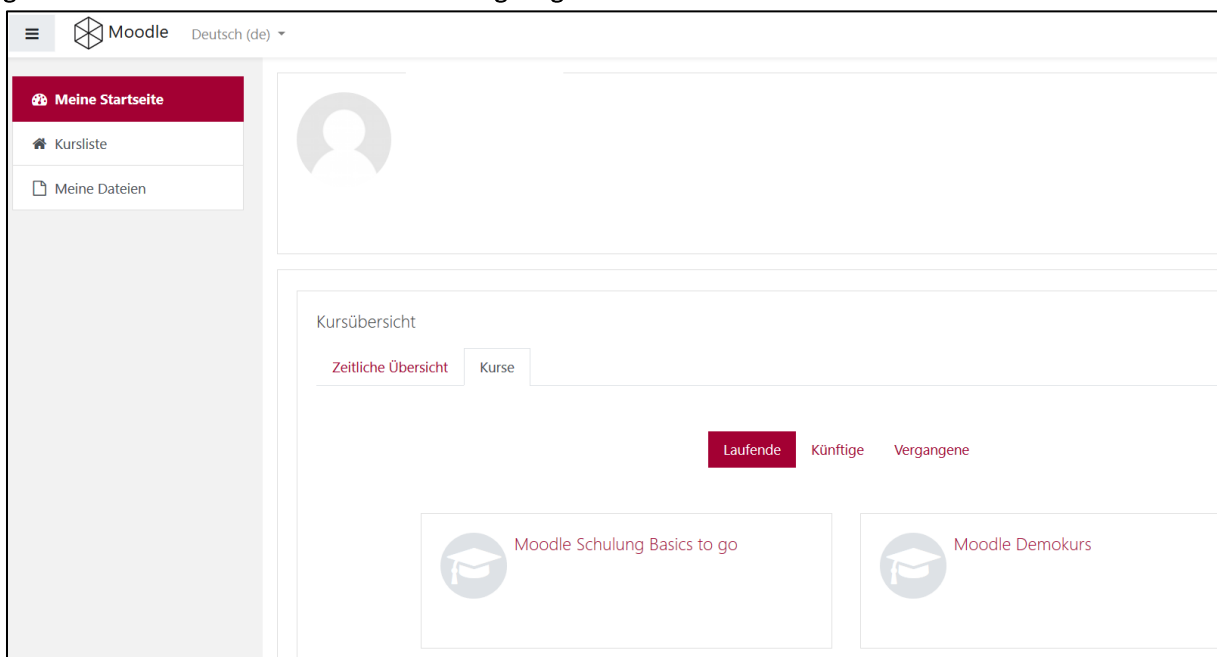 Moodle Deutsch (de)
Meine Startseite
Kursliste
Meine Dateien
Kursübersicht
Zeitliche Übersicht Kurse
Laufende Künftige Vergangene
Moodle Schulung Basics to go Moodle Demokurs